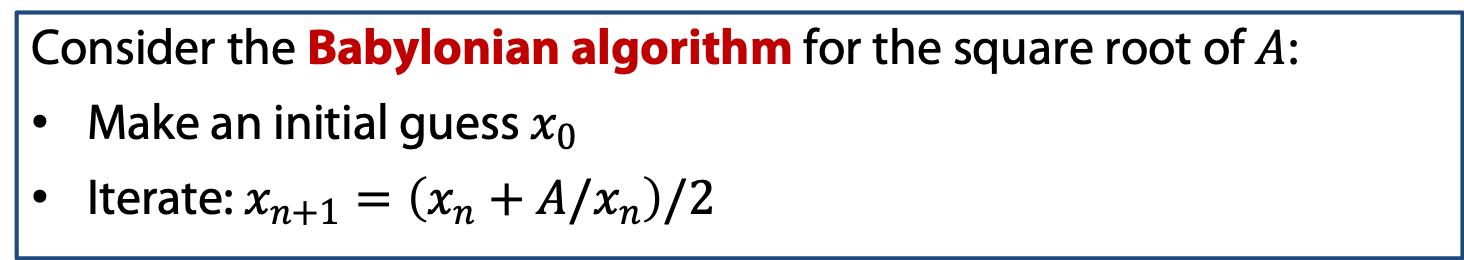 Consider the Babylonian algorithm for the square root of 𝐴:
• Make an initial guess 𝑥₀
• Iterate: 𝑥ₙ₊₁ = (𝑥ₙ + 𝐴/𝑥ₙ)/2